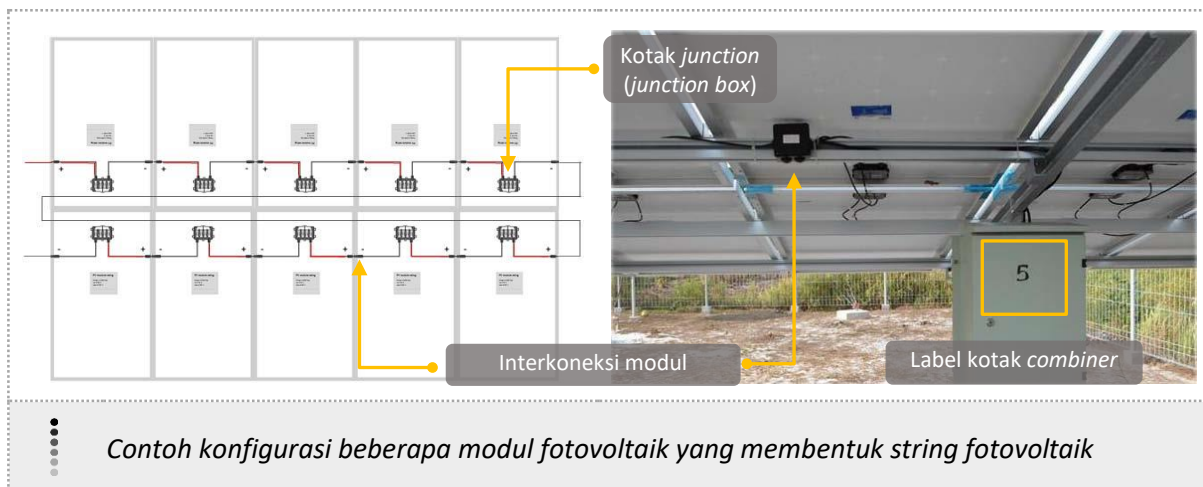 Kotak junction
(junction box)
+ - + - + - + - + -
- + - + - + - + - +
5
Interkoneksi modul
Label kotak combiner
Contoh konfigurasi beberapa modul fotovoltaik yang membentuk string fotovoltaik